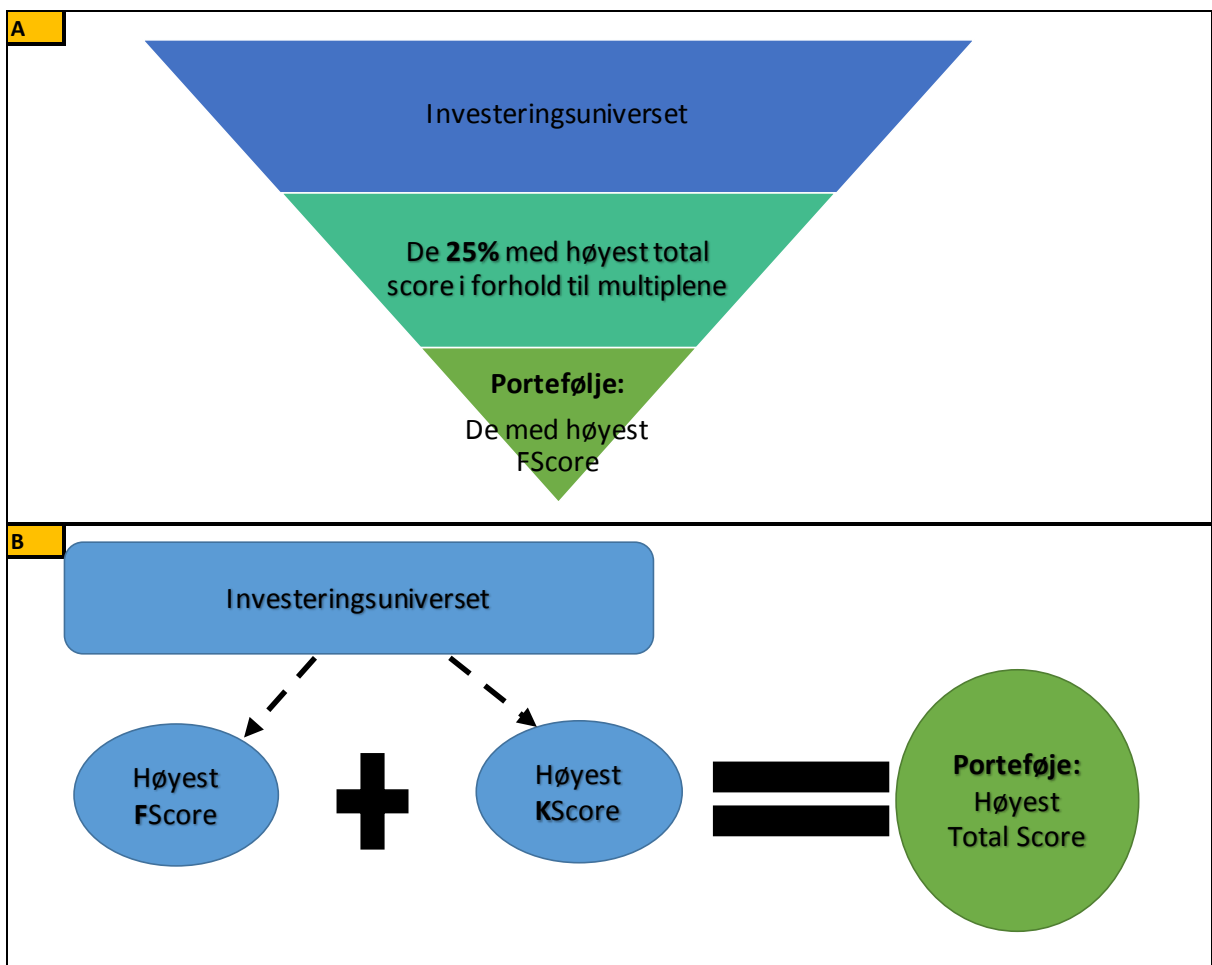 A
Investeringsuniverset
De 25% med høyest total
score i forhold til multiplene
Portefølje:
De med høyest
FScore
B
Investeringsuniverset
Høyest
FScore
Høyest
KScore
Porteføje:
Høyest
Total Score